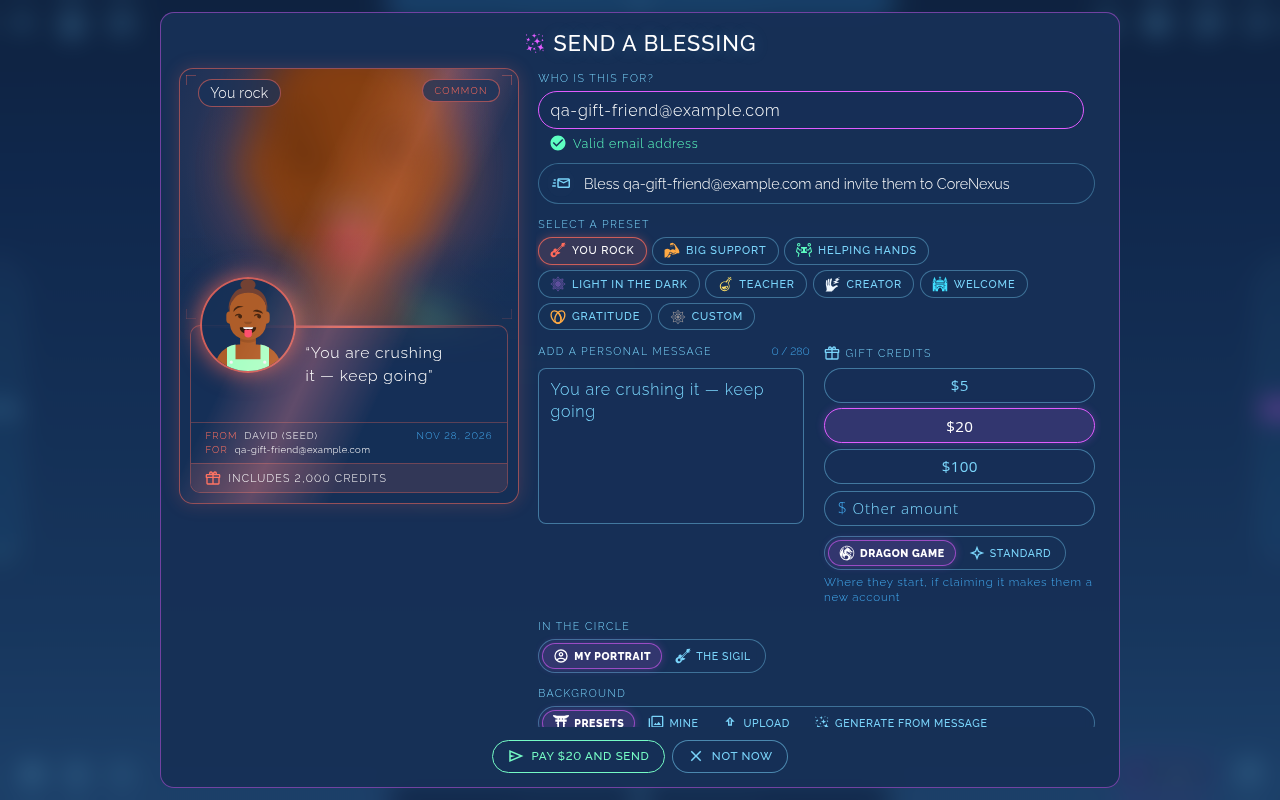 SEND A BLESSING
You rock
COMMON
“You are crushing
it — keep going”
FROM DAVID (SEED)
NOV 28, 2026
FOR qa-gift-friend@example.com
INCLUDES 2,000 CREDITS
WHO IS THIS FOR?
qa-gift-friend@example.com
Valid email address
Bless qa-gift-friend@example.com and invite them to CoreNexus
SELECT A PRESET
YOU ROCK
BIG SUPPORT
HELPING HANDS
LIGHT IN THE DARK
TEACHER
CREATOR
WELCOME
GRATITUDE
CUSTOM
ADD A PERSONAL MESSAGE
0 / 280
You are crushing it — keep
going
GIFT CREDITS
$5
$20
$100
$ Other amount
DRAGON GAME
STANDARD
Where they start, if claiming it makes them a
new account
IN THE CIRCLE
MY PORTRAIT
THE SIGIL
BACKGROUND
PRESETS
MINE
UPLOAD
GENERATE FROM MESSAGE
PAY $20 AND SEND
NOT NOW